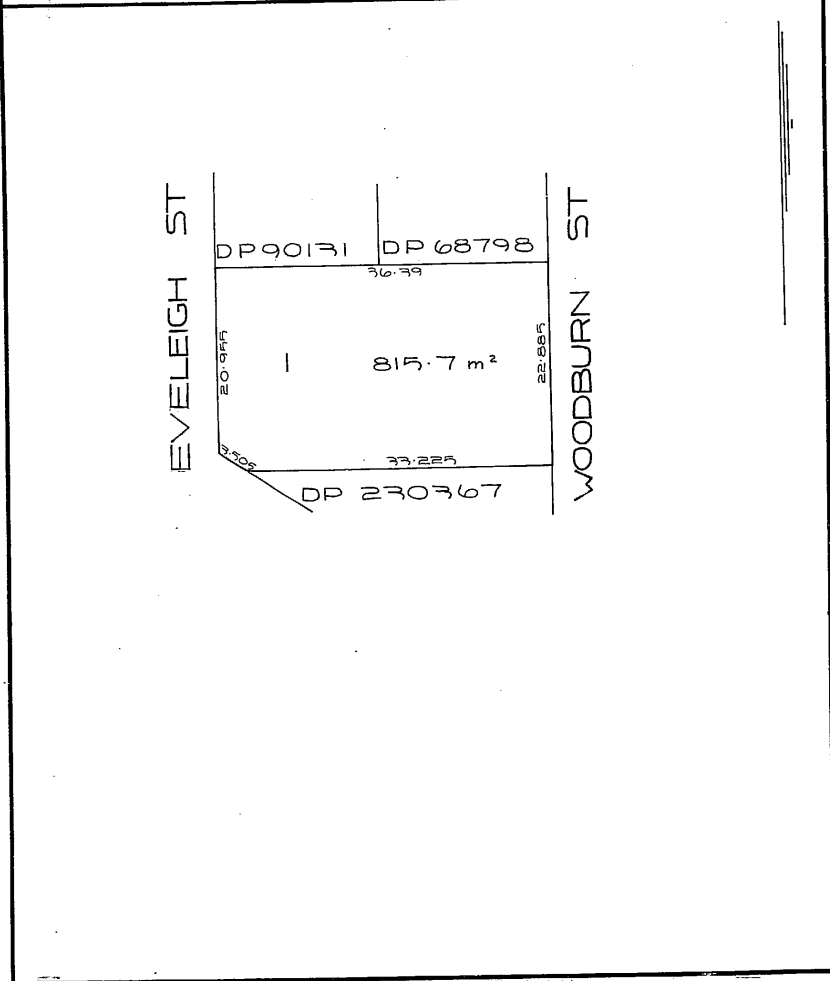 EVELEIGH ST
DP90131
DP 68798
36·39
20·955
1
815·7 m²
22·885
WOODBURN ST
3·505
33·225
DP 230367